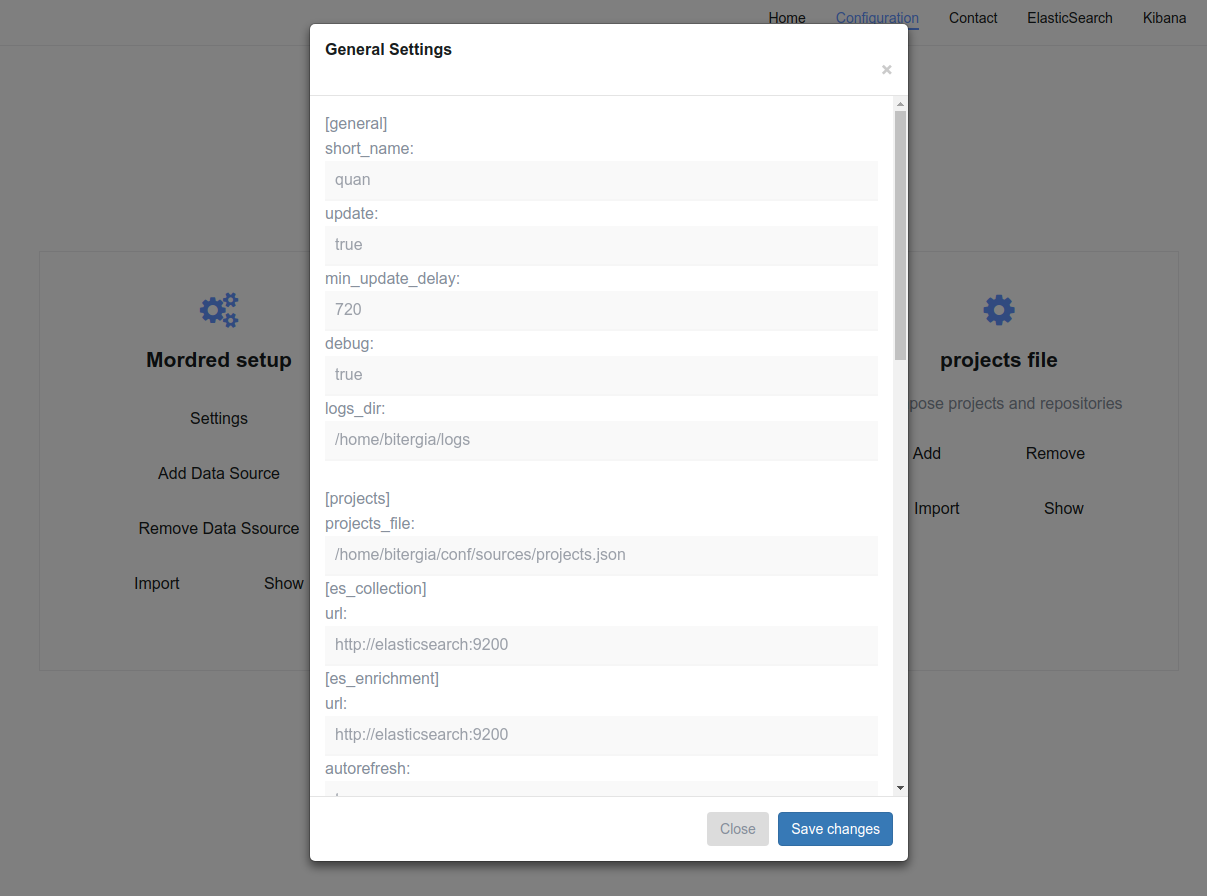 Home Configuration Contact ElasticSearch Kibana
General Settings
×
[general]
short_name:
quan
update:
true
min_update_delay:
720
debug:
true
logs_dir:
/home/bitergia/logs
[projects]
projects_file:
/home/bitergia/conf/sources/projects.json
[es_collection]
url:
http://elasticsearch:9200
[es_enrichment]
url:
http://elasticsearch:9200
autorefresh:
Close Save changes
Mordred setup
Settings
Add Data Source
Remove Data Ssource
Import Show
projects file
pose projects and repositories
Add Remove
Import Show